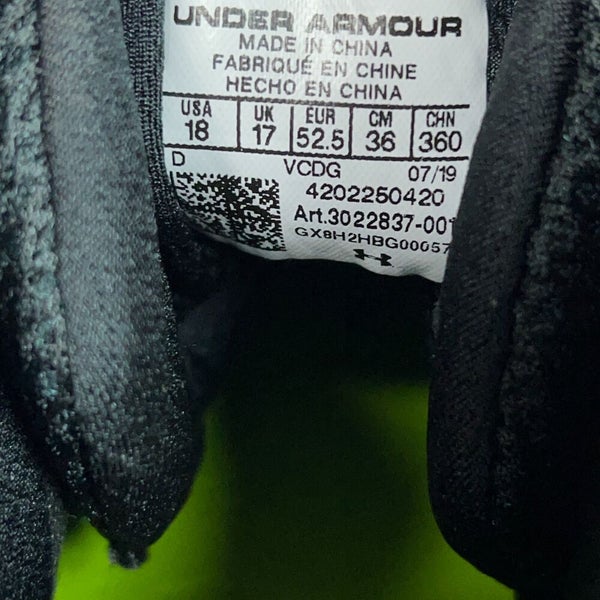 UNDER ARMOUR
MADE IN CHINA
FABRIQUÉ EN CHINE
HECHO EN CHINA
USA UK EUR CM CHN
18 17 52.5 36 360
D VCDG 07/19
4202250420
Art.3022837-001
GX8H2HBG00057